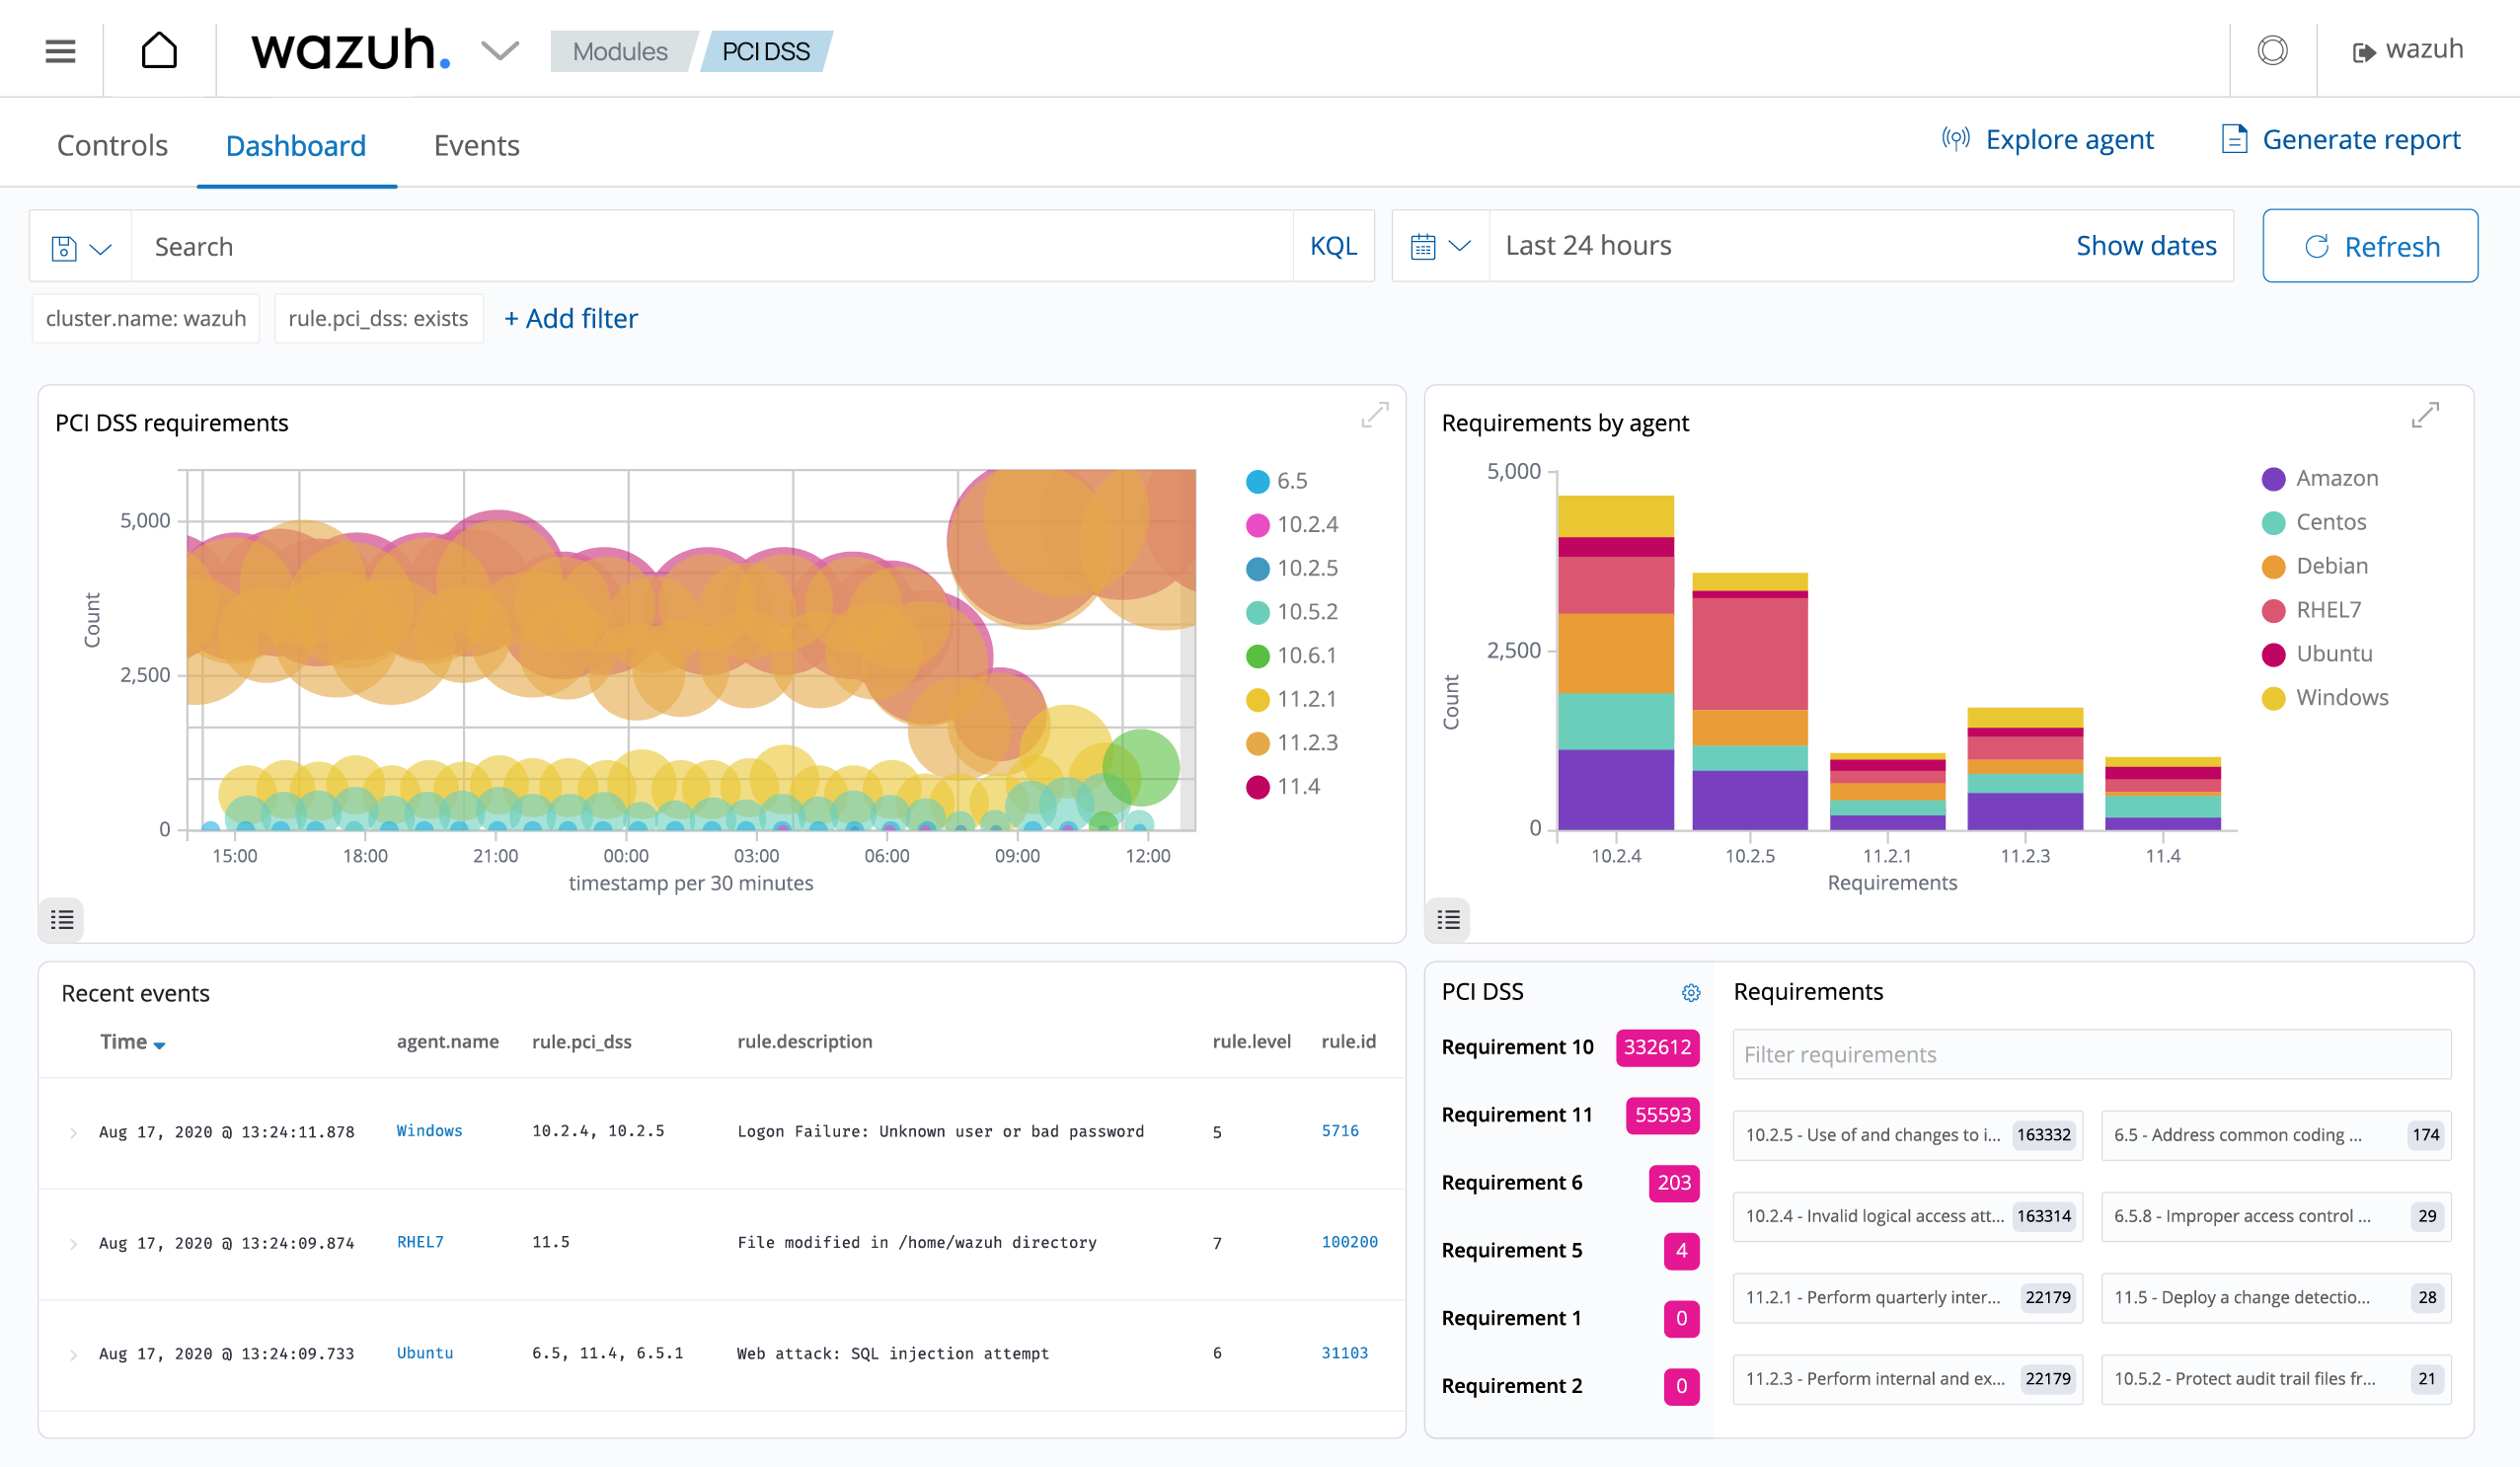 wazuh.
Modules
PCI DSS
wazuh
Controls
Dashboard
Events
Explore agent
Generate report
Search
KQL
Last 24 hours
Show dates
Refresh
cluster.name: wazuh
rule.pci_dss: exists
+ Add filter
PCI DSS requirements
5,000
2,500
0
Count
15:00 18:00 21:00 00:00 03:00 06:00 09:00 12:00
timestamp per 30 minutes
6.5
10.2.4
10.2.5
10.5.2
10.6.1
11.2.1
11.2.3
11.4
Requirements by agent
5,000
2,500
0
Count
10.2.4 10.2.5 11.2.1 11.2.3 11.4
Requirements
Amazon
Centos
Debian
RHEL7
Ubuntu
Windows
Recent events
Time agent.name rule.pci_dss rule.description rule.level rule.id
Aug 17, 2020 @ 13:24:11.878 Windows 10.2.4, 10.2.5 Logon Failure: Unknown user or bad password 5 5716
Aug 17, 2020 @ 13:24:09.874 RHEL7 11.5 File modified in /home/wazuh directory 7 100200
Aug 17, 2020 @ 13:24:09.733 Ubuntu 6.5, 11.4, 6.5.1 Web attack: SQL injection attempt 6 31103
PCI DSS
Requirement 10 332612
Requirement 11 55593
Requirement 6 203
Requirement 5 4
Requirement 1 0
Requirement 2 0
Requirements
Filter requirements
10.2.5 - Use of and changes to i... 163332
6.5 - Address common coding ... 174
10.2.4 - Invalid logical access att... 163314
6.5.8 - Improper access control ... 29
11.2.1 - Perform quarterly inter... 22179
11.5 - Deploy a change detectio... 28
11.2.3 - Perform internal and ex... 22179
10.5.2 - Protect audit trail files fr... 21